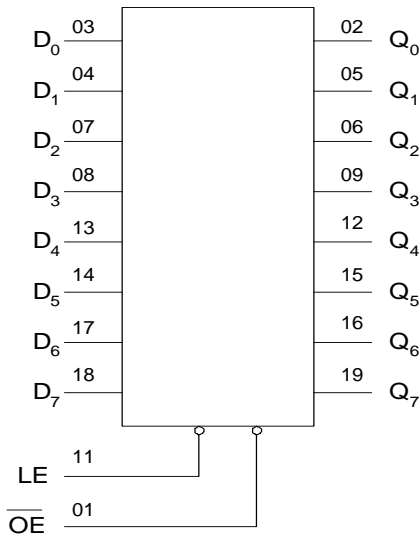 D0 03 02 Q0
D1 04 05 Q1
D2 07 06 Q2
D3 08 09 Q3
D4 13 12 Q4
D5 14 15 Q5
D6 17 16 Q6
D7 18 19 Q7
LE 11
O̅E̅ 01